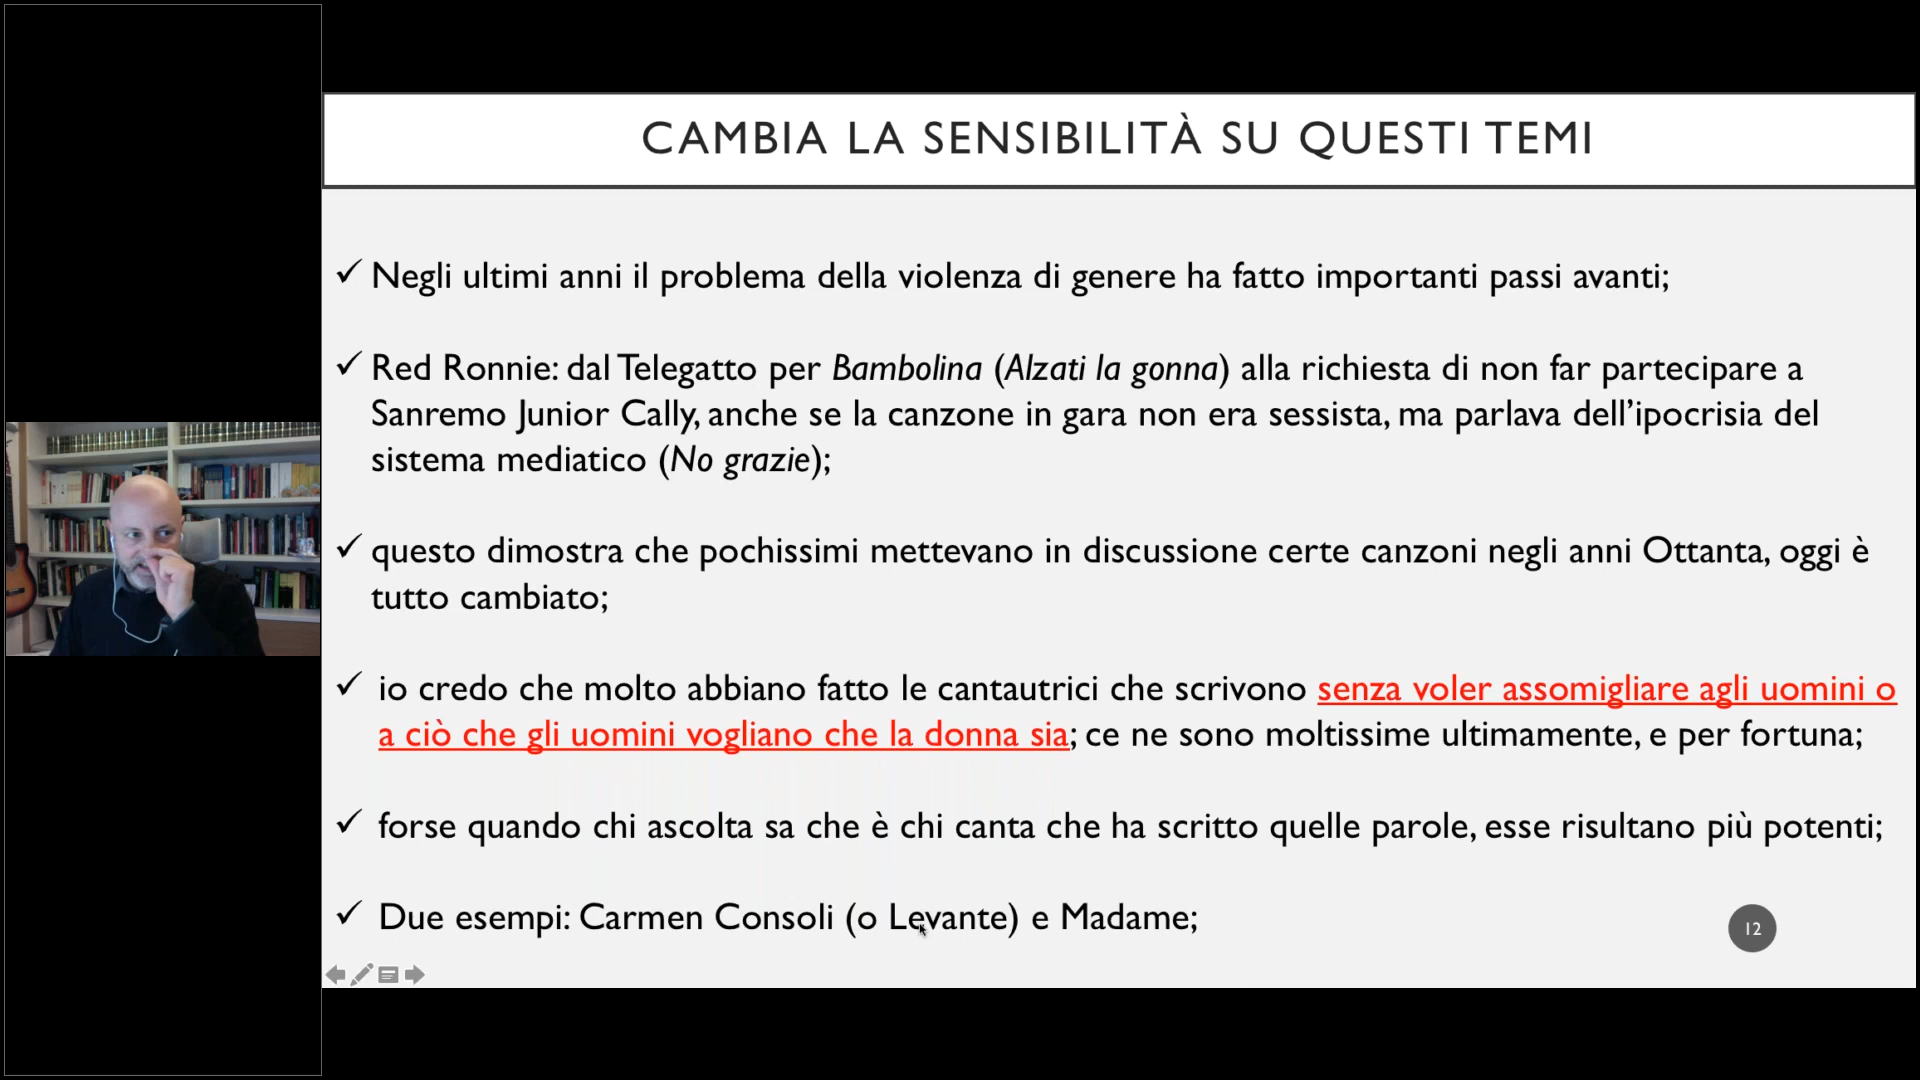 CAMBIA LA SENSIBILITÀ SU QUESTI TEMI
✓ Negli ultimi anni il problema della violenza di genere ha fatto importanti passi avanti;
✓ Red Ronnie: dal Telegatto per Bambolina (Alzati la gonna) alla richiesta di non far partecipare a
Sanremo Junior Cally, anche se la canzone in gara non era sessista, ma parlava dell’ipocrisia del
sistema mediatico (No grazie);
✓ questo dimostra che pochissimi mettevano in discussione certe canzoni negli anni Ottanta, oggi è
tutto cambiato;
✓ io credo che molto abbiano fatto le cantautrici che scrivono senza voler assomigliare agli uomini o
a ciò che gli uomini vogliano che la donna sia; ce ne sono moltissime ultimamente, e per fortuna;
✓ forse quando chi ascolta sa che è chi canta che ha scritto quelle parole, esse risultano più potenti;
✓ Due esempi: Carmen Consoli (o Levante) e Madame;
12